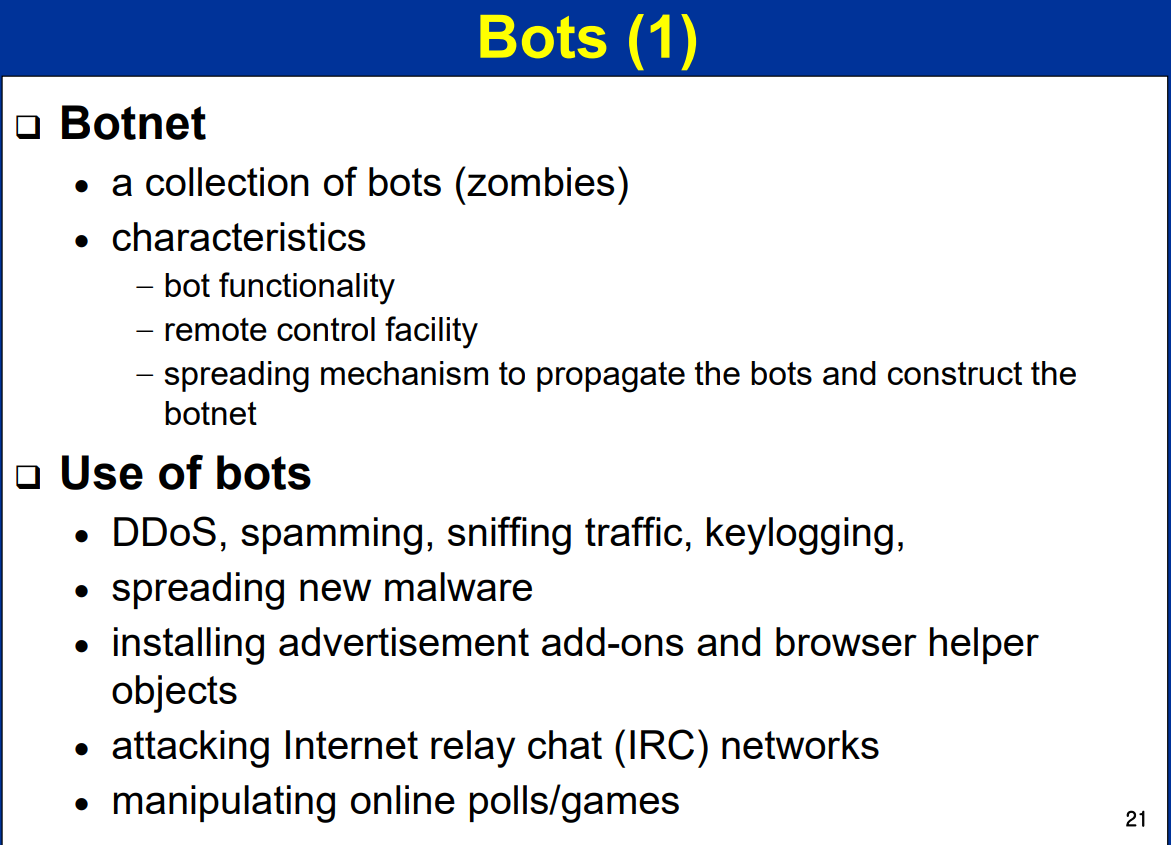 Bots (1)
❑ Botnet
• a collection of bots (zombies)
• characteristics
– bot functionality
– remote control facility
– spreading mechanism to propagate the bots and construct the
botnet
❑ Use of bots
• DDoS, spamming, sniffing traffic, keylogging,
• spreading new malware
• installing advertisement add-ons and browser helper
objects
• attacking Internet relay chat (IRC) networks
• manipulating online polls/games
21